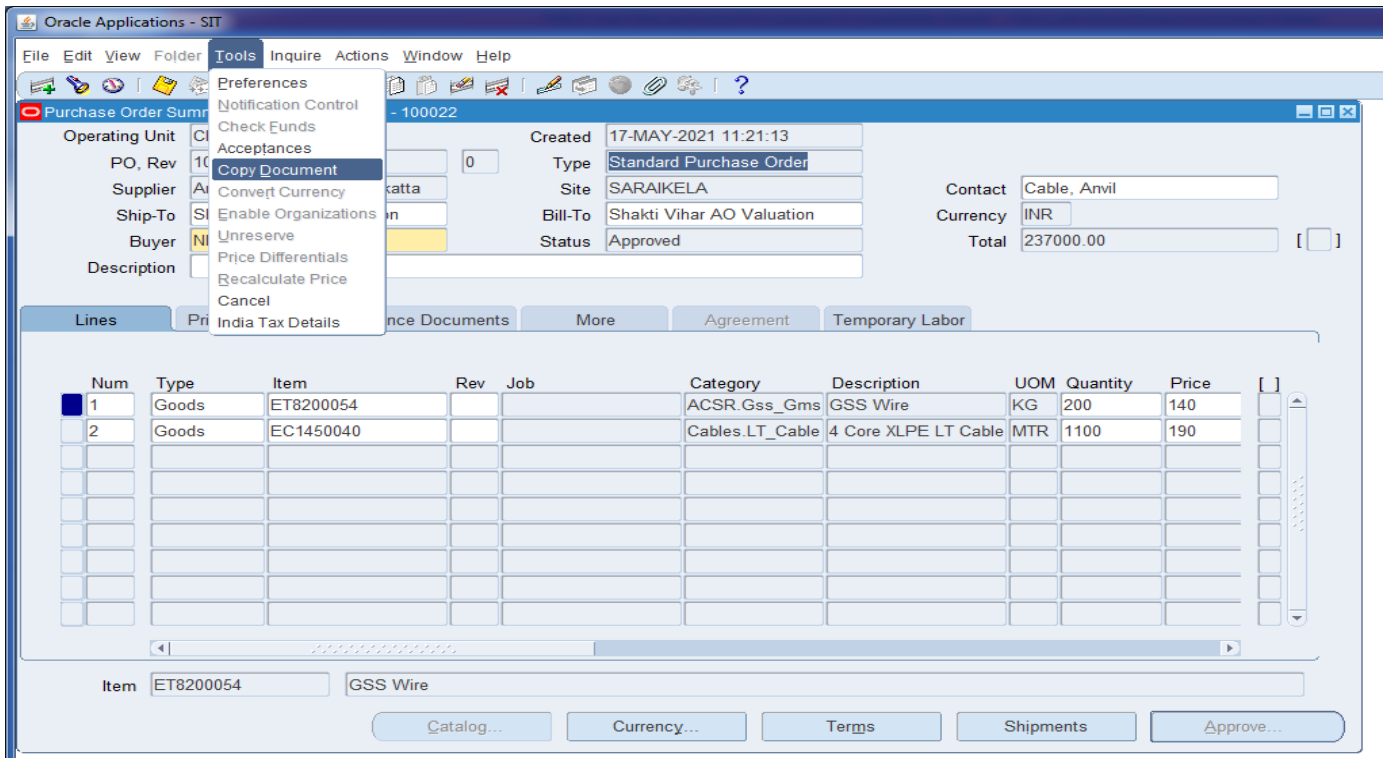 Oracle Applications - SIT
File Edit View Folder Tools Inquire Actions Window Help
Preferences
Notification Control
Check Funds
Acceptances
Copy Document
Convert Currency
Enable Organizations
Unreserve
Price Differentials
Recalculate Price
Cancel
India Tax Details
Purchase Order Summ - 100022
Operating Unit Created 17-MAY-2021 11:21:13
PO, Rev 0 Type Standard Purchase Order
Supplier katta Site SARAIKELA Contact Cable, Anvil
Ship-To Bill-To Shakti Vihar AO Valuation Currency INR
Buyer Status Approved Total 237000.00 [ ]
Description
Lines nce Documents More Agreement Temporary Labor
Num Type Item Rev Job Category Description UOM Quantity Price [ ]
1 Goods ET8200054 ACSR.Gss_Gms GSS Wire KG 200 140
2 Goods EC1450040 Cables.LT_Cable 4 Core XLPE LT Cable MTR 1100 190
Item ET8200054 GSS Wire
Catalog... Currency... Terms Shipments Approve...